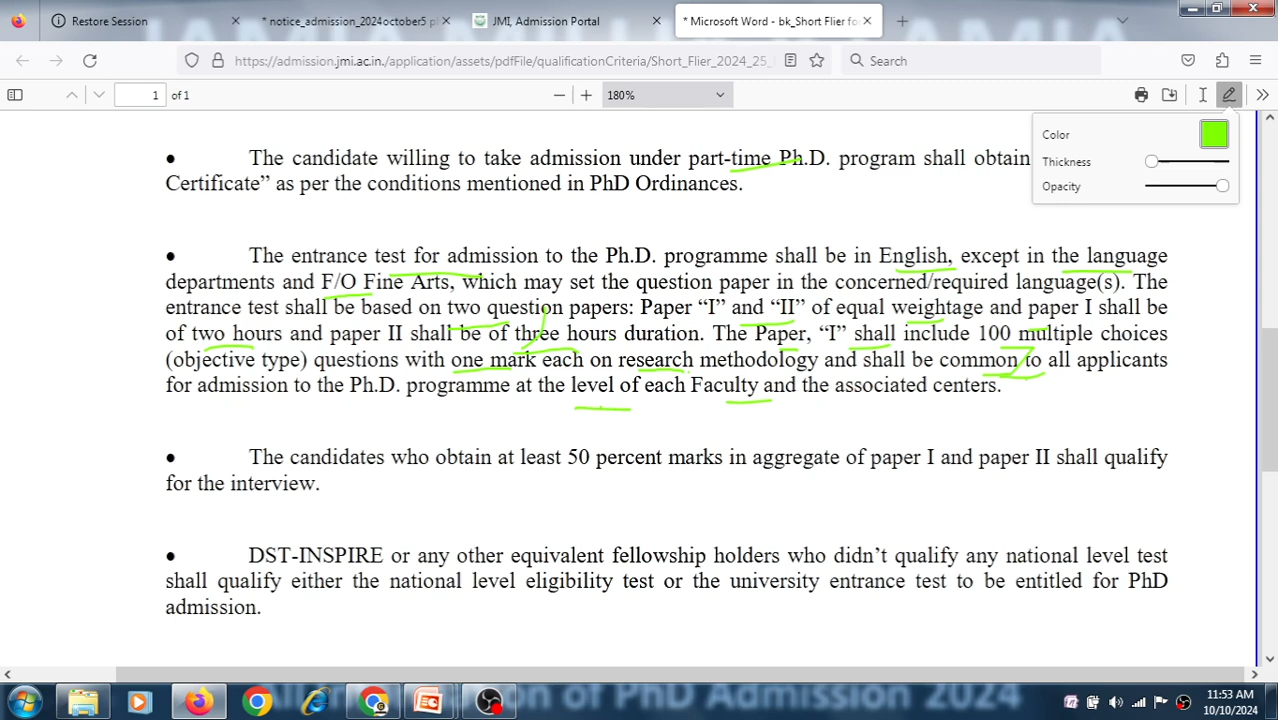 Restore Session
* notice_admission_2024october5 p
JMI, Admission Portal
* Microsoft Word - bk_Short Flier for
https://admission.jmi.ac.in./application/assets/pdfFile/qualificationCriteria/Short_Flier_2024_25_
Search
1 of 1
180%
Color
Thickness
Opacity
• The candidate willing to take admission under part-time Ph.D. program shall obtain
Certificate” as per the conditions mentioned in PhD Ordinances.
• The entrance test for admission to the Ph.D. programme shall be in English, except in the language
departments and F/O Fine Arts, which may set the question paper in the concerned/required language(s). The
entrance test shall be based on two question papers: Paper “I” and “II” of equal weightage and paper I shall be
of two hours and paper II shall be of three hours duration. The Paper, “I” shall include 100 multiple choices
(objective type) questions with one mark each on research methodology and shall be common to all applicants
for admission to the Ph.D. programme at the level of each Faculty and the associated centers.
• The candidates who obtain at least 50 percent marks in aggregate of paper I and paper II shall qualify
for the interview.
• DST-INSPIRE or any other equivalent fellowship holders who didn’t qualify any national level test
shall qualify either the national level eligibility test or the university entrance test to be entitled for PhD
admission.
of PhD Admission 2024
11:53 AM
10/10/2024